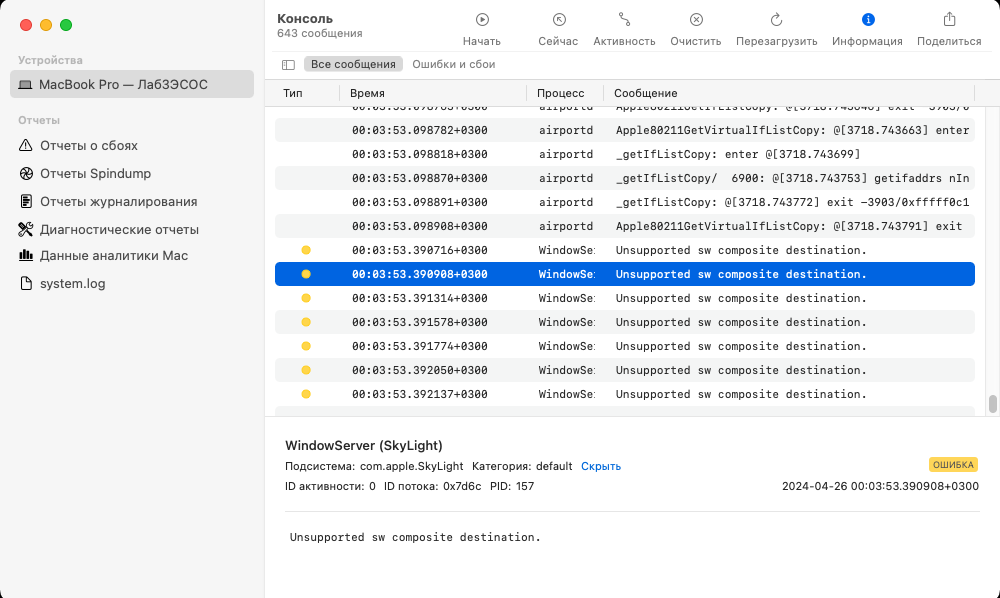 Консоль
643 сообщения
Начать
Сейчас
Активность
Очистить
Перезагрузить
Информация
Поделиться
Устройства
MacBook Pro — ЛабЗЭСОС
Отчеты
Отчеты о сбоях
Отчеты Spindump
Отчеты журналирования
Диагностические отчеты
Данные аналитики Mac
system.log
Все сообщения Ошибки и сбои
Тип Время Процесс Сообщение
00:03:53.098782+0300 airportd Apple80211GetVirtualIfListCopy: @[3718.743663] enter
00:03:53.098818+0300 airportd _getIfListCopy: enter @[3718.743699]
00:03:53.098870+0300 airportd _getIfListCopy/  6900: @[3718.743753] getifaddrs nIn
00:03:53.098891+0300 airportd _getIfListCopy: @[3718.743772] exit -3903/0xfffff0c1
00:03:53.098908+0300 airportd Apple80211GetVirtualIfListCopy: @[3718.743791] exit
00:03:53.390716+0300 WindowSe Unsupported sw composite destination.
00:03:53.390908+0300 WindowSe Unsupported sw composite destination.
00:03:53.391314+0300 WindowSe Unsupported sw composite destination.
00:03:53.391578+0300 WindowSe Unsupported sw composite destination.
00:03:53.391774+0300 WindowSe Unsupported sw composite destination.
00:03:53.392050+0300 WindowSe Unsupported sw composite destination.
00:03:53.392137+0300 WindowSe Unsupported sw composite destination.
WindowServer (SkyLight)
Подсистема: com.apple.SkyLight Категория: default Скрыть
ОШИБКА
ID активности: 0 ID потока: 0x7d6c PID: 157
2024-04-26 00:03:53.390908+0300
Unsupported sw composite destination.